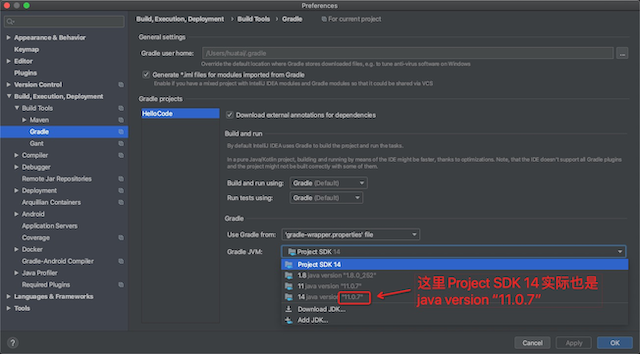 Preferences
Build, Execution, Deployment › Build Tools › Gradle For current project
Appearance & Behavior
Keymap
Editor
Plugins
Version Control
Build, Execution, Deployment
Build Tools
Maven
Gradle
Gant
Compiler
Debugger
Remote Jar Repositories
Deployment
Arquillian Containers
Android
Application Servers
Coverage
Docker
Gradle-Android Compiler
Java Profiler
Required Plugins
Languages & Frameworks
Tools
General settings
Gradle user home: /Users/huataij/.gradle ...
Override the default location where Gradle stores downloaded files, e.g. to tune anti-virus software on Windows
Generate *.iml files for modules imported from Gradle
Enable if you have a mixed project with IntelliJ IDEA modules and Gradle modules so that it could be shared via VCS
Gradle projects
HelloCode
Download external annotations for dependencies
Build and run
By default IntelliJ IDEA uses Gradle to build the project and run the tasks.
In a pure Java/Kotlin project, building and running by means of the IDE might be faster, thanks to optimizations. Note, that the IDE doesn't support all Gradle plugins
and the project might not be built correctly with some of them.
Build and run using: Gradle (Default)
Run tests using: Gradle (Default)
Gradle
Use Gradle from: 'gradle-wrapper.properties' file
Gradle JVM: Project SDK 14
Project SDK 14
1.8 java version "1.8.0_252"
11 java version "11.0.7"
14 java version "11.0.7"
Download JDK...
Add JDK...
这里Project SDK 14实际也是
java version “11.0.7”
?
Cancel Apply OK